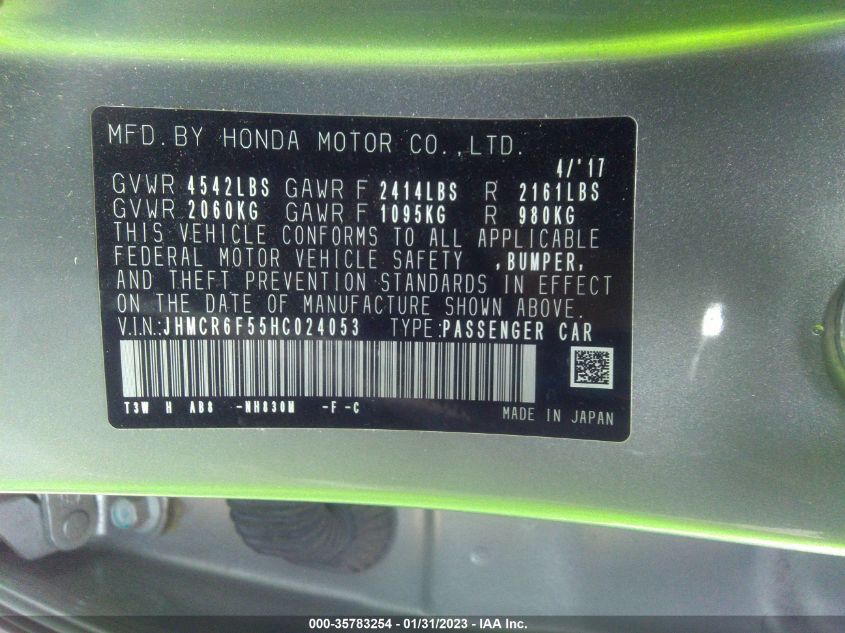 MFD. BY HONDA MOTOR CO.,LTD.
4/'17
GVWR 4542LBS GAWR F 2414LBS R 2161LBS
GVWR 2060KG GAWR F 1095KG R 980KG
THIS VEHICLE CONFORMS TO ALL APPLICABLE
FEDERAL MOTOR VEHICLE SAFETY ,BUMPER,
AND THEFT PREVENTION STANDARDS IN EFFECT
ON THE DATE OF MANUFACTURE SHOWN ABOVE.
V.I.N.:JHMCR6F55HC024053 TYPE:PASSENGER CAR
T3W H AB8 -NH830M -F -C
MADE IN JAPAN
000-35783254 - 01/31/2023 - IAA Inc.